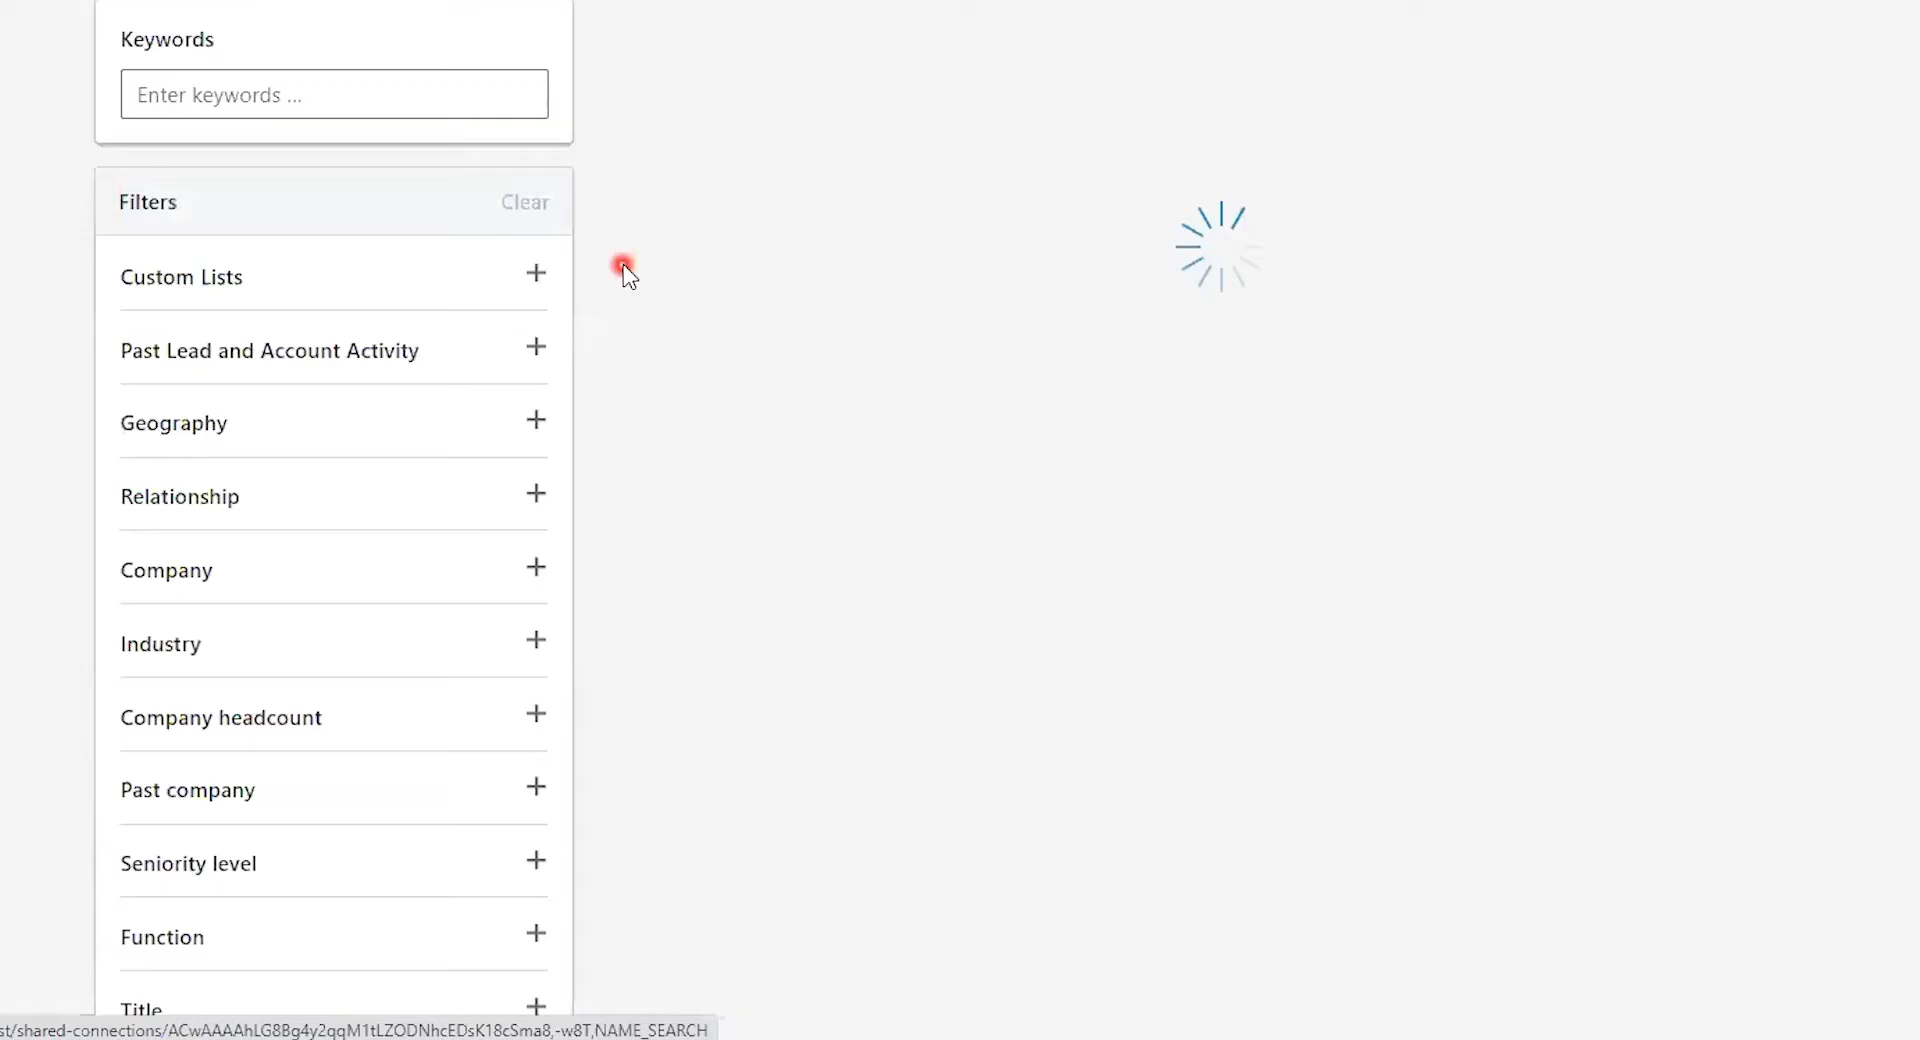 Keywords
Enter keywords ...
Filters
Clear
Custom Lists
Past Lead and Account Activity
Geography
Relationship
Company
Industry
Company headcount
Past company
Seniority level
Function
Title
st/shared-connections/ACwAAAAhLG8Bg4y2qqM1tLZODNhcEDsK18cSma8,-w8T,NAME_SEARCH